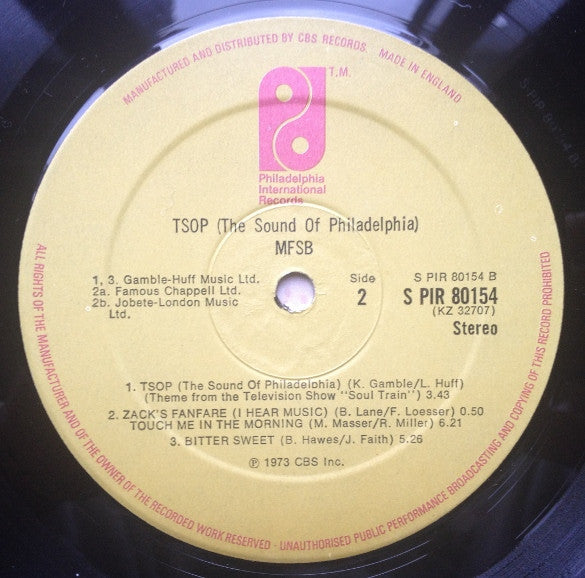 MANUFACTURED AND DISTRIBUTED BY CBS RECORDS. MADE IN ENGLAND
T.M.
Philadelphia
International
Records
TSOP (The Sound Of Philadelphia)
MFSB
1, 3. Gamble-Huff Music Ltd.
2a. Famous Chappell Ltd.
2b. Jobete-London Music
Ltd.
Side
2
S PIR 80154 B
S PIR 80154
(KZ 32707)
Stereo
1. TSOP (The Sound Of Philadelphia) (K. Gamble/L. Huff)
(Theme from the Television Show "Soul Train") 3.43
2. ZACK'S FANFARE (I HEAR MUSIC) (B. Lane/F. Loesser) 0.50
TOUCH ME IN THE MORNING (M. Masser/R. Miller) 6.21
3. BITTER SWEET (B. Hawes/J. Faith) 5.26
℗ 1973 CBS Inc.
ALL RIGHTS OF THE MANUFACTURER AND OF THE OWNER OF THE RECORDED WORK RESERVED - UNAUTHORISED PUBLIC PERFORMANCE BROADCASTING AND COPYING OF THIS RECORD PROHIBITED
S PIR 80154 B